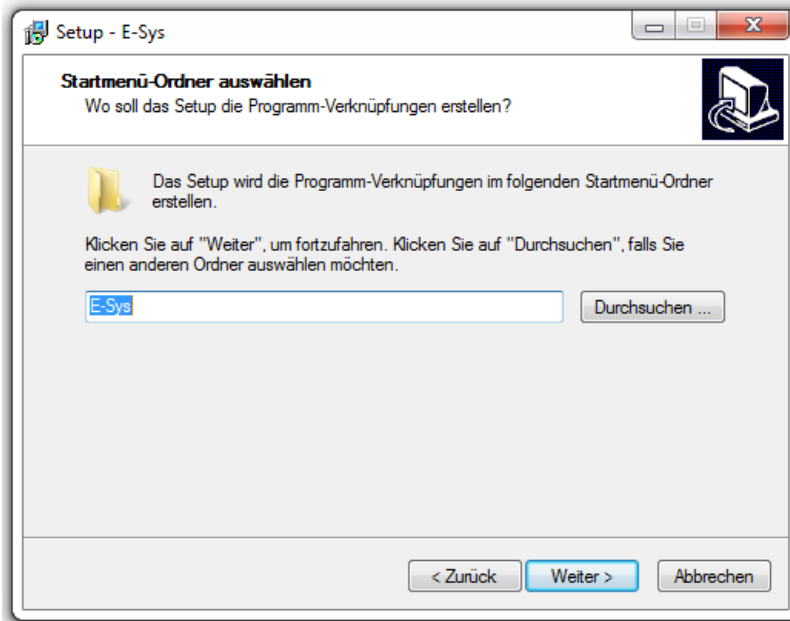 Setup - E-Sys
Startmenü-Ordner auswählen
Wo soll das Setup die Programm-Verknüpfungen erstellen?
Das Setup wird die Programm-Verknüpfungen im folgenden Startmenü-Ordner
erstellen.
Klicken Sie auf "Weiter", um fortzufahren. Klicken Sie auf "Durchsuchen", falls Sie
einen anderen Ordner auswählen möchten.
E-Sys
Durchsuchen ...
< Zurück
Weiter >
Abbrechen